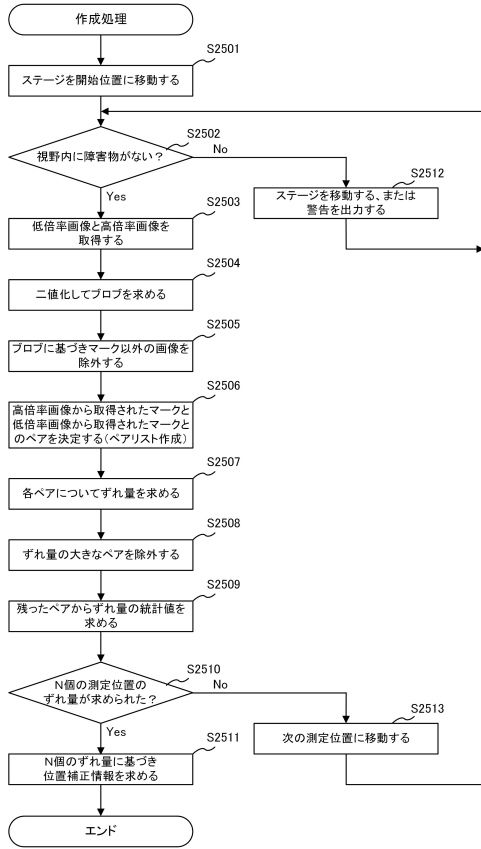 作成処理
S2501
ステージを開始位置に移動する
S2502
視野内に障害物がない?
No
Yes
S2512
ステージを移動する、または
警告を出力する
S2503
低倍率画像と高倍率画像を
取得する
S2504
二値化してブロブを求める
S2505
ブロブに基づきマーク以外の画像を
除外する
S2506
高倍率画像から取得されたマークと
低倍率画像から取得されたマークと
のペアを決定する(ペアリスト作成)
S2507
各ペアについてずれ量を求める
S2508
ずれ量の大きなペアを除外する
S2509
残ったペアからずれ量の統計値を
求める
S2510
N個の測定位置の
ずれ量が求められた?
No
Yes
S2513
次の測定位置に移動する
S2511
N個のずれ量に基づき
位置補正情報を求める
エンド